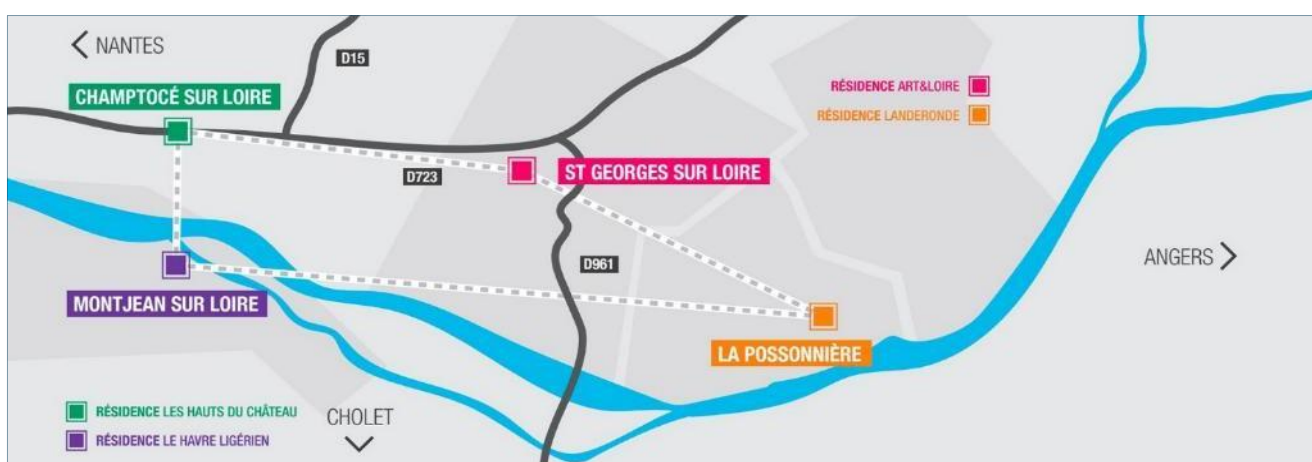 NANTES
D15
CHAMPTOCÉ SUR LOIRE
RÉSIDENCE ART&LOIRE
RÉSIDENCE LANDERONDE
D723
ST GEORGES SUR LOIRE
D961
ANGERS
MONTJEAN SUR LOIRE
LA POSSONNIÈRE
RÉSIDENCE LES HAUTS DU CHÂTEAU
RÉSIDENCE LE HAVRE LIGÉRIEN
CHOLET